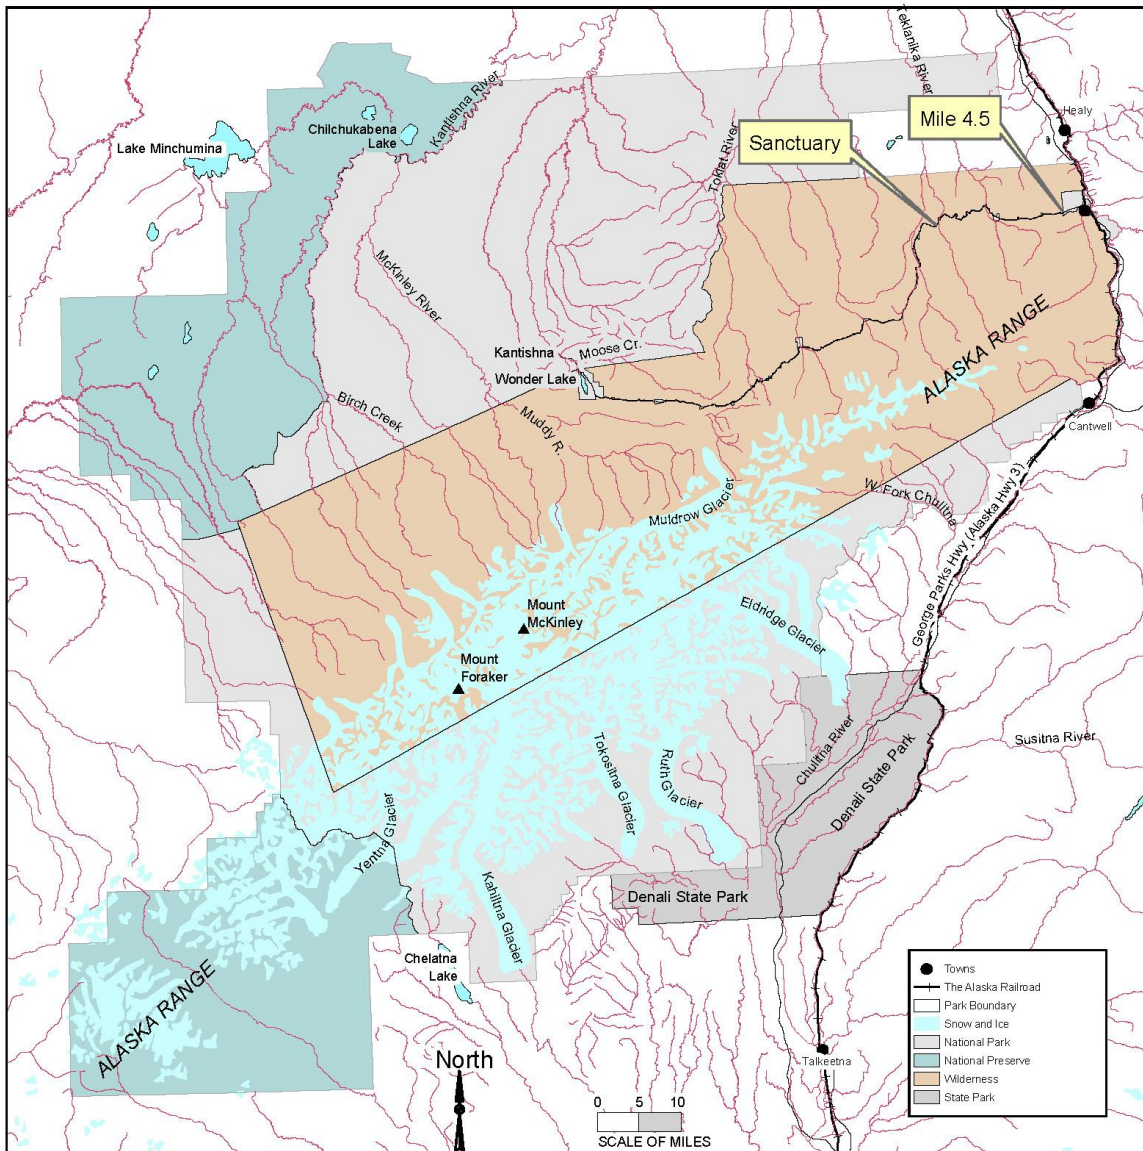 Teklanika River
Healy
Mile 4.5
Kantishna River
Chilchukabena
Lake
Sanctuary
Lake Minchumina
Toklat River
McKinley River
ALASKA RANGE
Moose Cr.
Kantishna
Wonder Lake
Birch Creek
Muddy R.
Cantwell
W. Fork Chulitna
Muldrow Glacier
George Parks Hwy (Alaska Hwy 3)
Mount
McKinley
Eldridge Glacier
Mount
Foraker
Chulitna River
Susitna River
Tokositna Glacier
Ruth Glacier
Denali State Park
Yentna Glacier
Kahiltna Glacier
Denali State Park
Chelatna
Lake
ALASKA RANGE
Talkeetna
North
0 5 10
SCALE OF MILES
Towns
The Alaska Railroad
Park Boundary
Snow and Ice
National Park
National Preserve
Wilderness
State Park